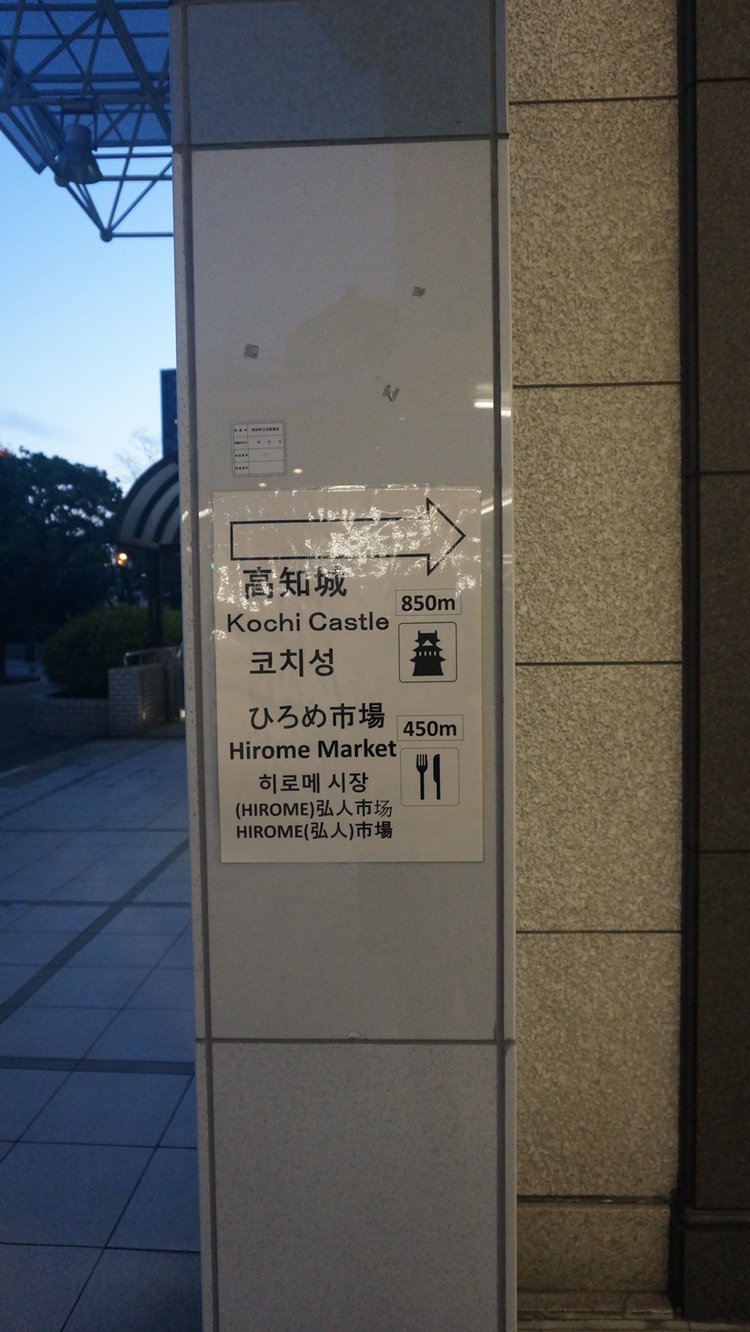 高知城
850m
Kochi Castle
코치성
ひろめ市場
450m
Hirome Market
히로메 시장
(HIROME)弘人市场
HIROME(弘人)市場